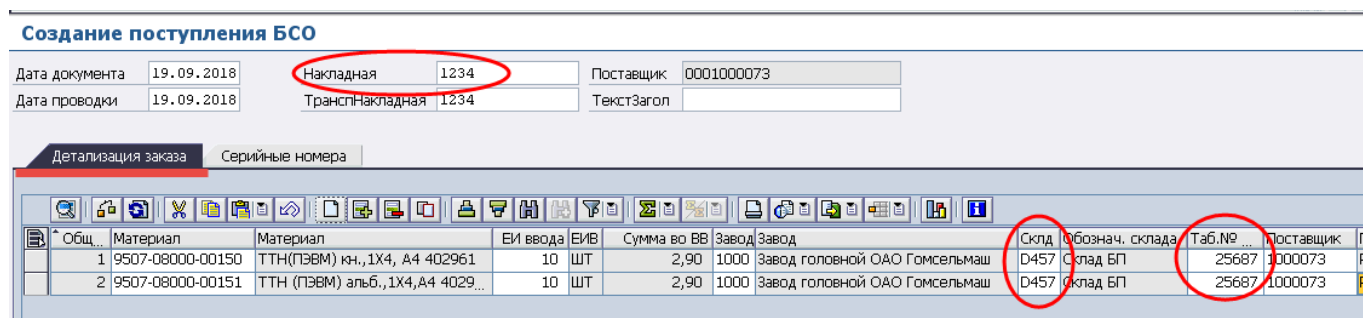 Создание поступления БСО
Дата документа 19.09.2018 Накладная 1234 Поставщик 0001000073
Дата проводки 19.09.2018 ТранспНакладная 1234 ТекстЗагол
Детализация заказа Серийные номера
Общ... Материал Материал ЕИ ввода ЕИВ Сумма во ВВ Завод Завод Склд Обознач. склада Таб.№ ... Поставщик
1 9507-08000-00150 ТТН(ПЭВМ) кн.,1Х4, А4 402961 10 ШТ 2,90 1000 Завод головной ОАО Гомсельмаш D457 Склад БП 25687 1000073
2 9507-08000-00151 ТТН (ПЭВМ) альб.,1Х4,А4 4029... 10 ШТ 2,90 1000 Завод головной ОАО Гомсельмаш D457 Склад БП 25687 1000073